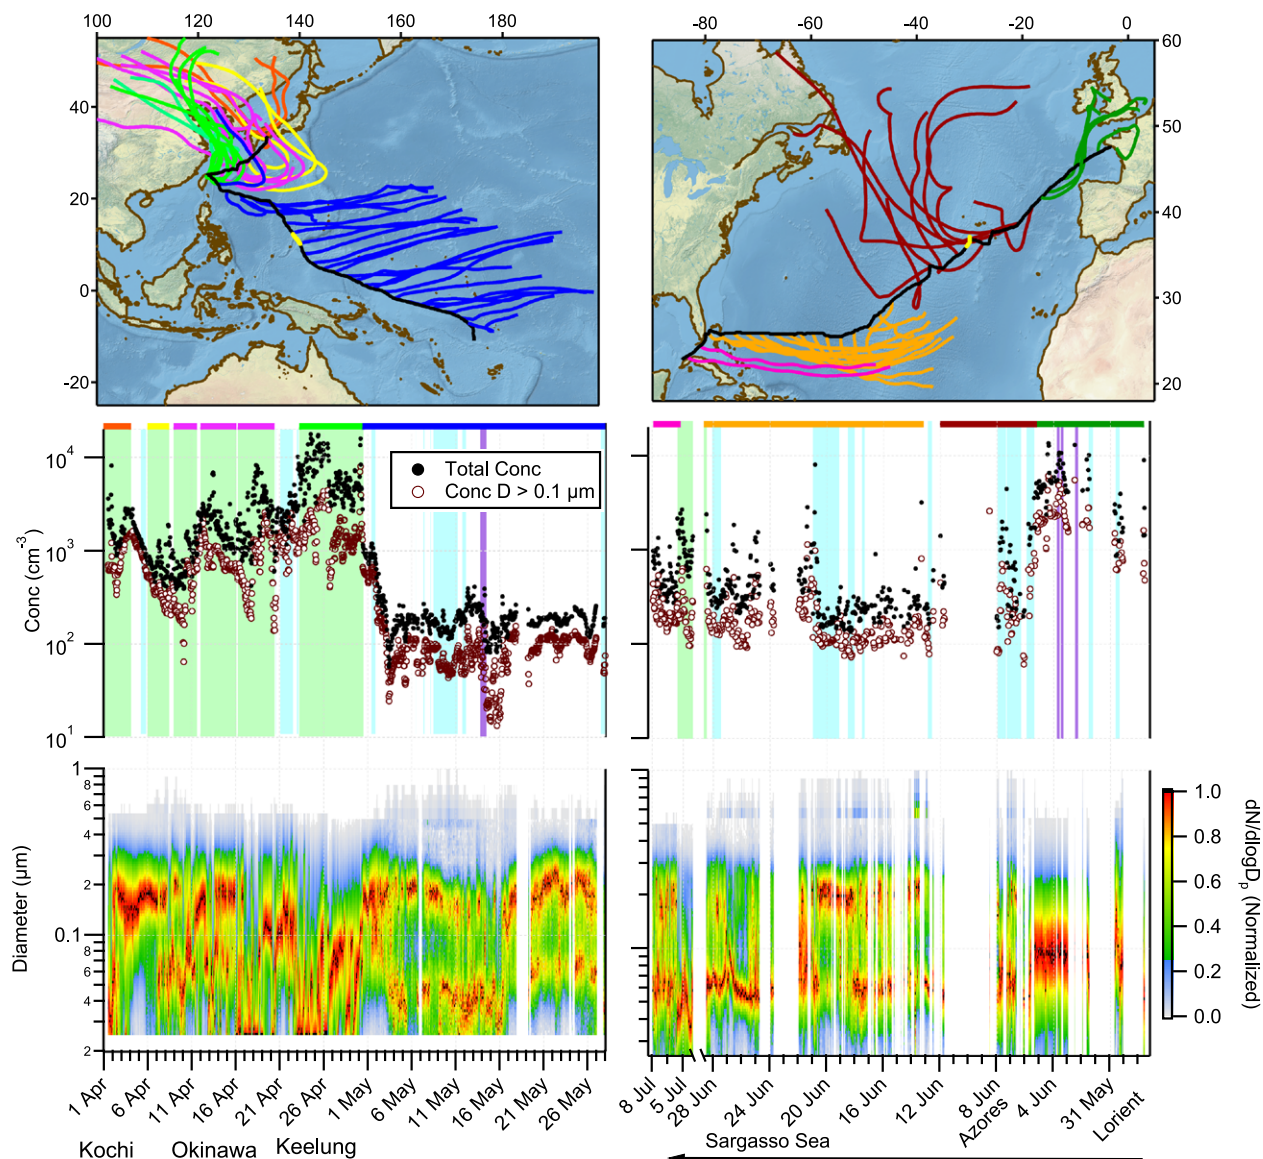 100 120 140 160 180
-80 -60 -40 -20 0
40
20
0
-20
60
50
40
30
20
Conc (cm-3)
10^4
10^3
10^2
10^1
Total Conc
Conc D > 0.1 µm
Diameter (µm)
1
8
6
4
2
0.1
8
6
4
2
1.0
0.8
0.6
0.4
0.2
0.0
dN/dlogDp (Normalized)
1 Apr 6 Apr 11 Apr 16 Apr 21 Apr 26 Apr 1 May 6 May 11 May 16 May 21 May 26 May
8 Jul 5 Jul 28 Jun 24 Jun 20 Jun 16 Jun 12 Jun 8 Jun Azores 4 Jun 31 May Lorient
Kochi Okinawa Keelung
Sargasso Sea